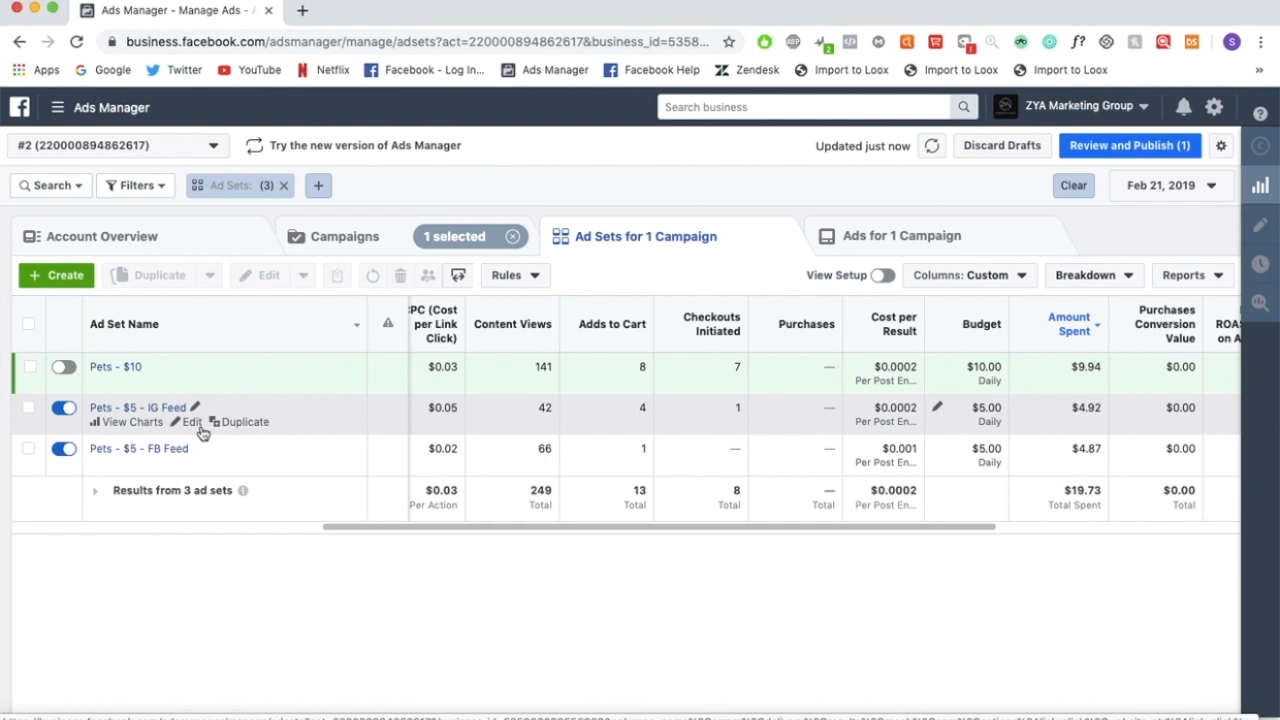 Ads Manager - Manage Ads - A
business.facebook.com/adsmanager/manage/adsets?act=220000894862617&business_id=5358...
Apps Google Twitter YouTube Netflix Facebook - Log In... Ads Manager Facebook Help Zendesk Import to Loox Import to Loox Import to Loox »
Ads Manager Search business ZYA Marketing Group
#2 (220000894862617) Try the new version of Ads Manager Updated just now Discard Drafts Review and Publish (1)
Search Filters Ad Sets: (3) Clear Feb 21, 2019
Account Overview Campaigns 1 selected Ad Sets for 1 Campaign Ads for 1 Campaign
+ Create Duplicate Edit Rules View Setup Columns: Custom Breakdown Reports
Ad Set Name PC (Cost per Link Click) Content Views Adds to Cart Checkouts Initiated Purchases Cost per Result Budget Amount Spent Purchases Conversion Value ROAS on A
Pets - $10 $0.03 141 8 7 — $0.0002 $10.00 $9.94 $0.00
Per Post En... Daily
Pets - $5 - IG Feed $0.05 42 4 1 — $0.0002 $5.00 $4.92 $0.00
View Charts Edit Duplicate Per Post En... Daily
Pets - $5 - FB Feed $0.02 66 1 — — $0.001 $5.00 $4.87 $0.00
Per Post En... Daily
Results from 3 ad sets $0.03 249 13 8 — $0.0002 $19.73 $0.00
Per Action Total Total Total Total Per Post En... Total Spent Total